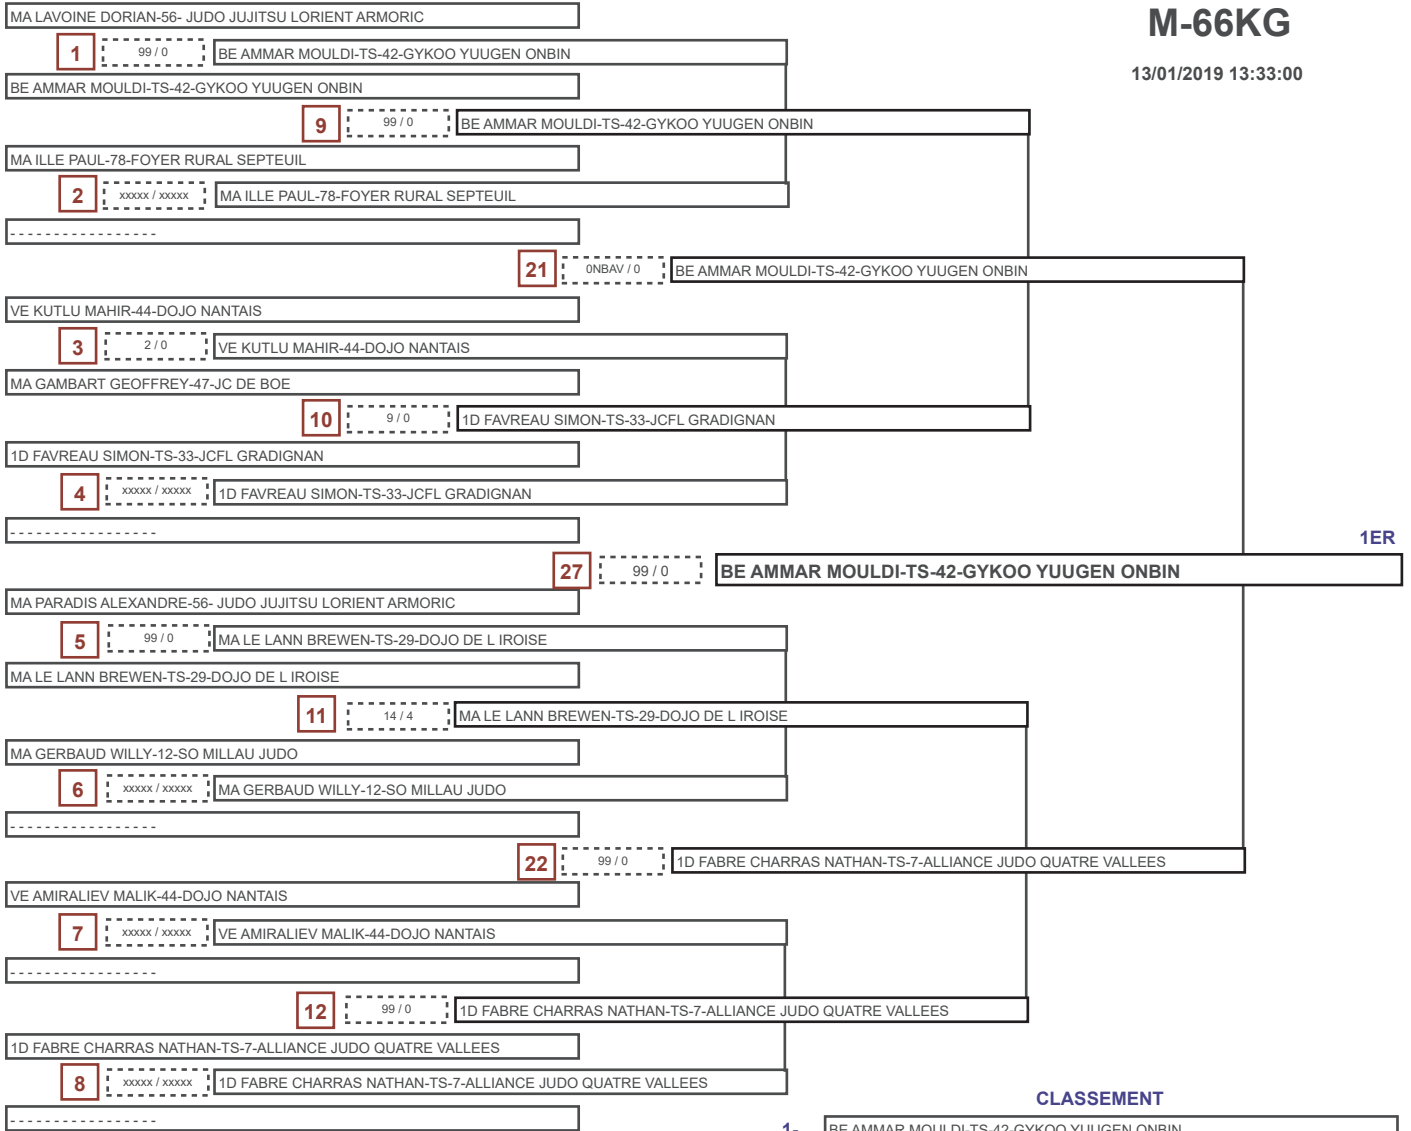 MA LAVOINE DORIAN-56- JUDO JUJITSU LORIENT ARMORIC
M-66KG
1 99 / 0 BE AMMAR MOULDI-TS-42-GYKOO YUUGEN ONBIN
13/01/2019 13:33:00
BE AMMAR MOULDI-TS-42-GYKOO YUUGEN ONBIN
9 99 / 0 BE AMMAR MOULDI-TS-42-GYKOO YUUGEN ONBIN
MA ILLE PAUL-78-FOYER RURAL SEPTEUIL
2 xxxxx / xxxxx MA ILLE PAUL-78-FOYER RURAL SEPTEUIL
- - - - - - - - - - - - - - - - -
21 0NBAV / 0 BE AMMAR MOULDI-TS-42-GYKOO YUUGEN ONBIN
VE KUTLU MAHIR-44-DOJO NANTAIS
3 2 / 0 VE KUTLU MAHIR-44-DOJO NANTAIS
MA GAMBART GEOFFREY-47-JC DE BOE
10 9 / 0 1D FAVREAU SIMON-TS-33-JCFL GRADIGNAN
1D FAVREAU SIMON-TS-33-JCFL GRADIGNAN
4 xxxxx / xxxxx 1D FAVREAU SIMON-TS-33-JCFL GRADIGNAN
- - - - - - - - - - - - - - - - -
1ER
27 99 / 0 BE AMMAR MOULDI-TS-42-GYKOO YUUGEN ONBIN
MA PARADIS ALEXANDRE-56- JUDO JUJITSU LORIENT ARMORIC
5 99 / 0 MA LE LANN BREWEN-TS-29-DOJO DE L IROISE
MA LE LANN BREWEN-TS-29-DOJO DE L IROISE
11 14 / 4 MA LE LANN BREWEN-TS-29-DOJO DE L IROISE
MA GERBAUD WILLY-12-SO MILLAU JUDO
6 xxxxx / xxxxx MA GERBAUD WILLY-12-SO MILLAU JUDO
- - - - - - - - - - - - - - - - -
22 99 / 0 1D FABRE CHARRAS NATHAN-TS-7-ALLIANCE JUDO QUATRE VALLEES
VE AMIRALIEV MALIK-44-DOJO NANTAIS
7 xxxxx / xxxxx VE AMIRALIEV MALIK-44-DOJO NANTAIS
- - - - - - - - - - - - - - - - -
12 99 / 0 1D FABRE CHARRAS NATHAN-TS-7-ALLIANCE JUDO QUATRE VALLEES
1D FABRE CHARRAS NATHAN-TS-7-ALLIANCE JUDO QUATRE VALLEES
8 xxxxx / xxxxx 1D FABRE CHARRAS NATHAN-TS-7-ALLIANCE JUDO QUATRE VALLEES
CLASSEMENT
- - - - - - - - - - - - - - - - -
1- BE AMMAR MOULDI-TS-42-GYKOO YUUGEN ONBIN